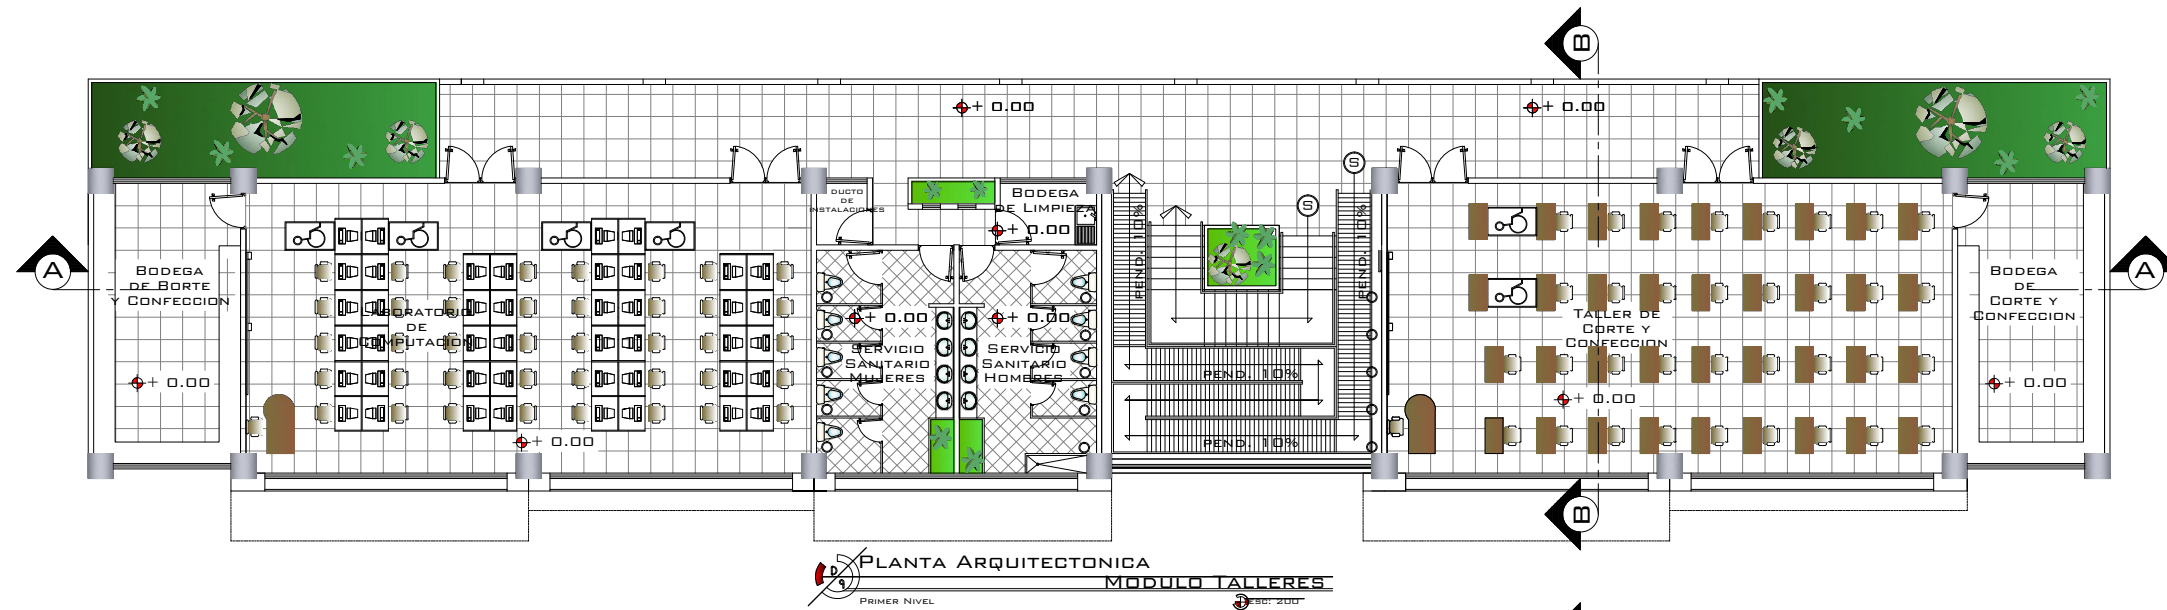 B
+ 0.00
+ 0.00
S
DUCTO
DE
INSTALACIONES
BODEGA
DE LIMPIEZA
+ 0.00
S
PEND. 10%
PEND. 10%
A
BODEGA
DE BORTE
Y CONFECCION
+ 0.00
LABORATORIO
DE
COMPUTACION
+ 0.00
+ 0.00
SERVICIO
SANITARIO
MUJERES
+ 0.00
SERVICIO
SANITARIO
HOMBRES
PEND. 10%
PEND. 10%
TALLER DE
CORTE Y
CONFECCION
+ 0.00
BODEGA
DE
CORTE Y
CONFECCION
+ 0.00
A
B
D
9
PLANTA ARQUITECTONICA
MODULO TALLERES
PRIMER NIVEL
ESC: 200